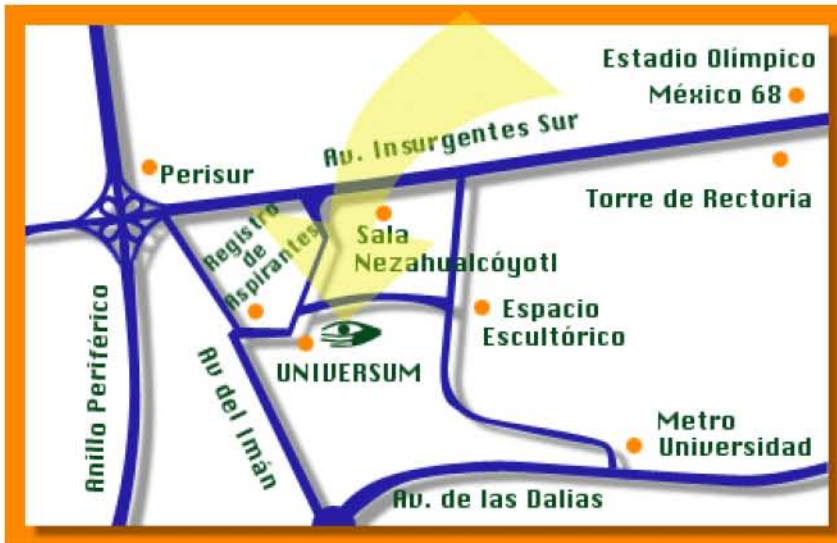 Estadio Olímpico
México 68
Av. Insurgentes Sur
Perisur
Torre de Rectoria
Registro
de
Aspirantes
Sala
Nezahualcóyotl
Espacio
Escultórico
UNIVERSUM
Anillo Periférico
Av del Imán
Metro
Universidad
Av. de las Dalias